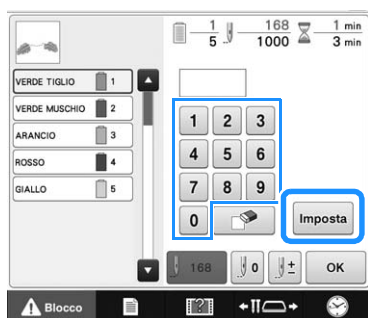 1 168 1 min
5 1000 3 min
VERDE TIGLIO 1
VERDE MUSCHIO 2
ARANCIO 3
ROSSO 4
GIALLO 5
1 2 3
4 5 6
7 8 9
0
Imposta
168 0 ± OK
Blocco